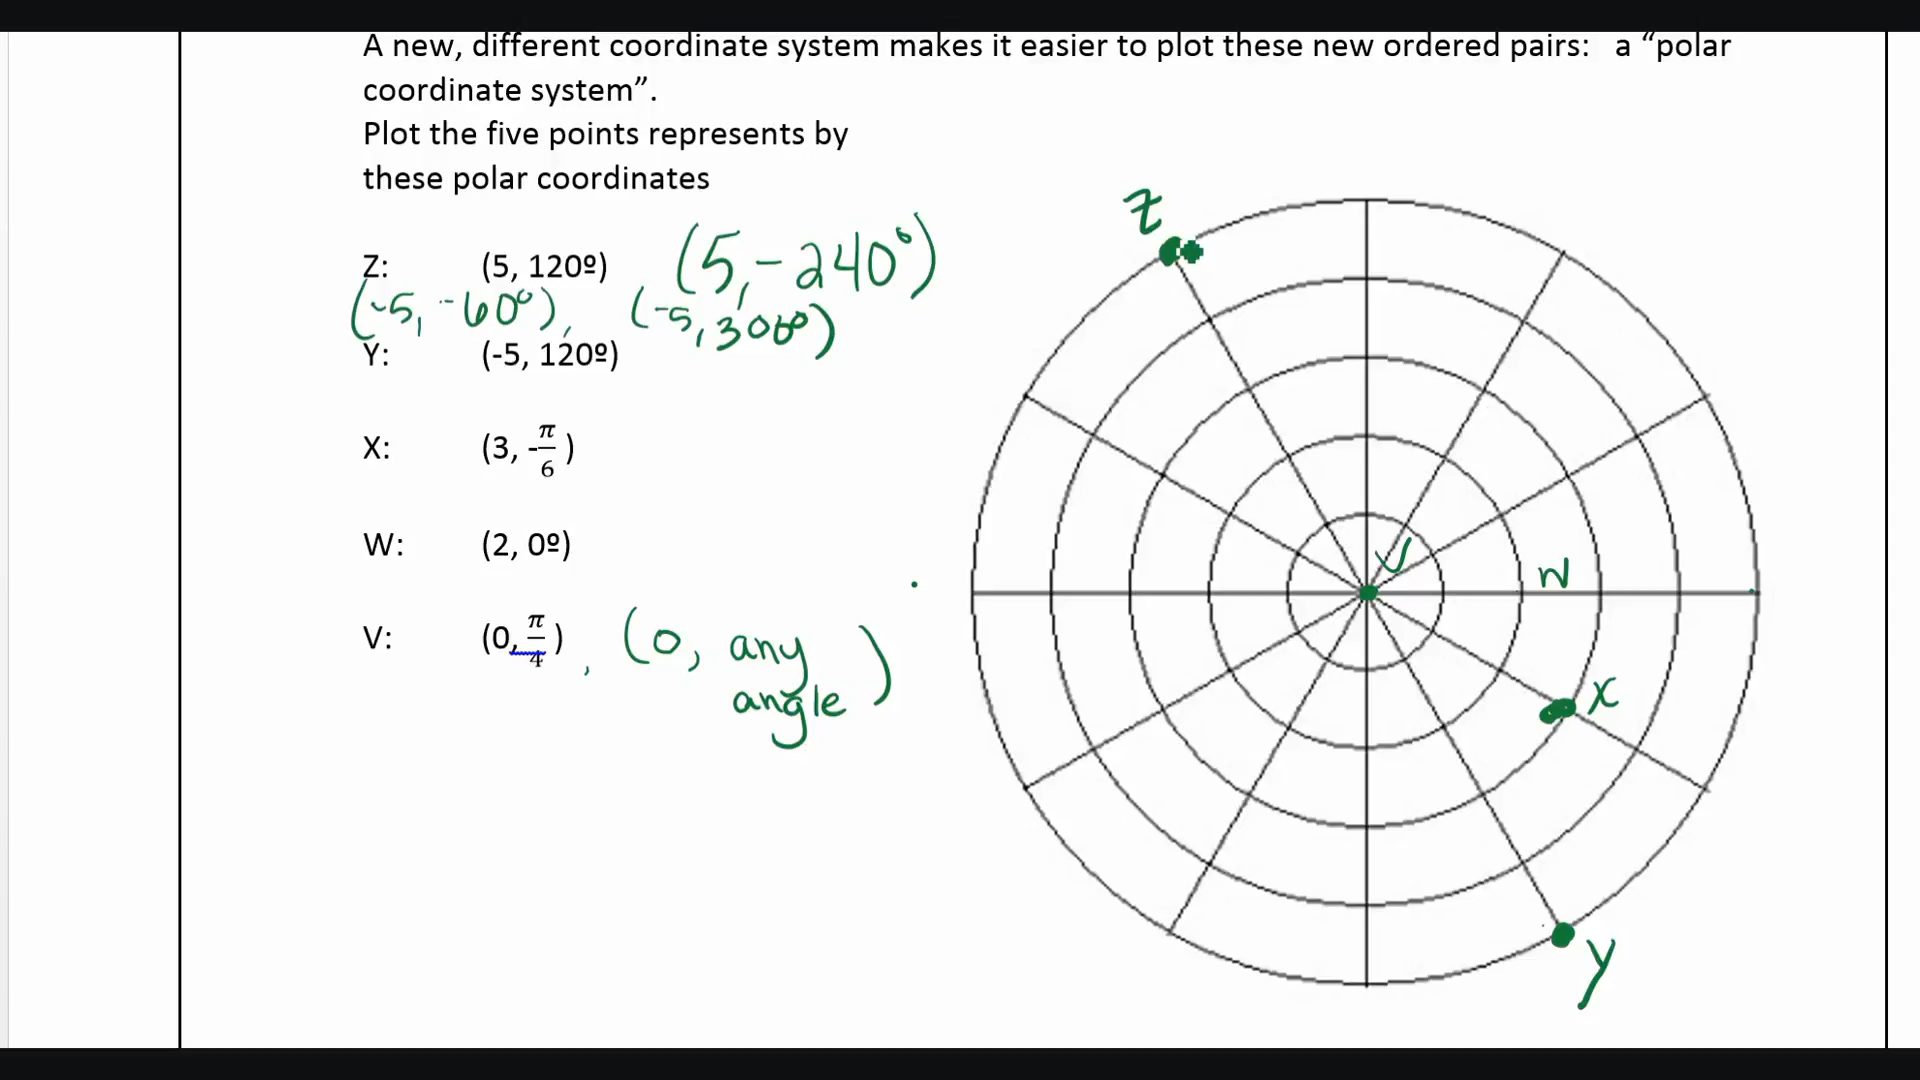 A new, different coordinate system makes it easier to plot these new ordered pairs: a “polar
coordinate system”.
Plot the five points represents by
these polar coordinates
Z: (5, 120º) (5, -240°)
(-5, -60°), (-5, 300°)
Y: (-5, 120º)
X: (3, -π/6 )
W: (2, 0º)
V: (0, π/4 ) , (0, any
angle )
Z
V
W
X
Y